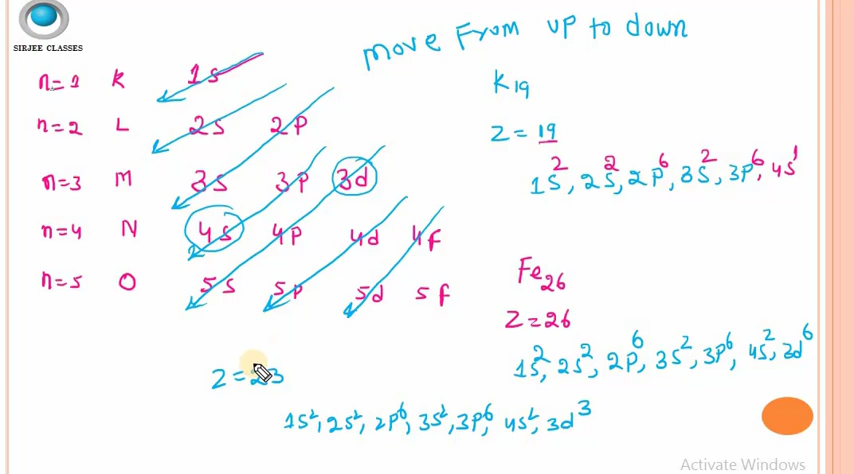 SIRJEE CLASSES
move From up to down
n=1 K 1s
n=2 L 2s 2p
n=3 M 3s 3p 3d
n=4 N 4s 4p 4d 4f
n=5 O 5s 5p 5d 5f
K19
Z = 19
1s², 2s², 2p⁶, 3s², 3p⁶, 4s¹
Fe26
Z = 26
1s², 2s², 2p⁶, 3s², 3p⁶, 4s², 3d⁶
Z = 23
1s², 2s², 2p⁶, 3s², 3p⁶, 4s², 3d³
Activate Windows